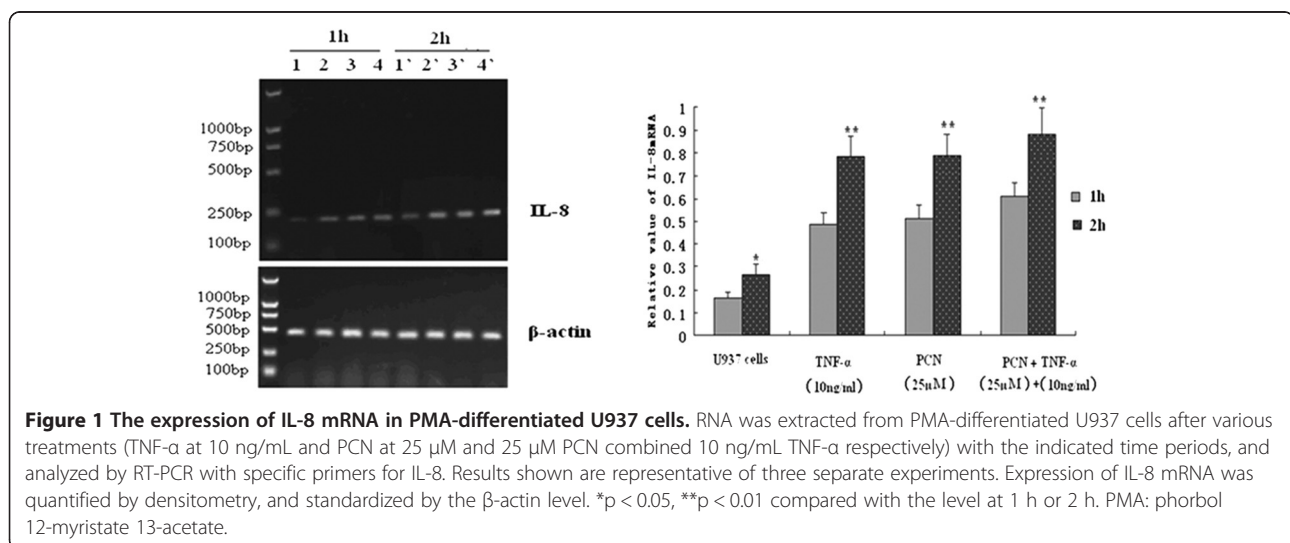 1h 2h
1 2 3 4 1` 2` 3` 4`
1000bp
750bp
500bp
250bp
100bp
IL-8
1000bp
750bp
500bp
250bp
100bp
β-actin
Relative value of IL-8mRNA
1
0.9
0.8
0.7
0.6
0.5
0.4
0.3
0.2
0.1
0
*
**
**
**
1h
2h
U937 cells
TNF-α
(10ng/ml)
PCN
(25μM)
PCN + TNF-α
(25μM) +(10ng/ml)
Figure 1 The expression of IL-8 mRNA in PMA-differentiated U937 cells. RNA was extracted from PMA-differentiated U937 cells after various
treatments (TNF-α at 10 ng/mL and PCN at 25 μM and 25 μM PCN combined 10 ng/mL TNF-α respectively) with the indicated time periods, and
analyzed by RT-PCR with specific primers for IL-8. Results shown are representative of three separate experiments. Expression of IL-8 mRNA was
quantified by densitometry, and standardized by the β-actin level. *p < 0.05, **p < 0.01 compared with the level at 1 h or 2 h. PMA: phorbol
12-myristate 13-acetate.